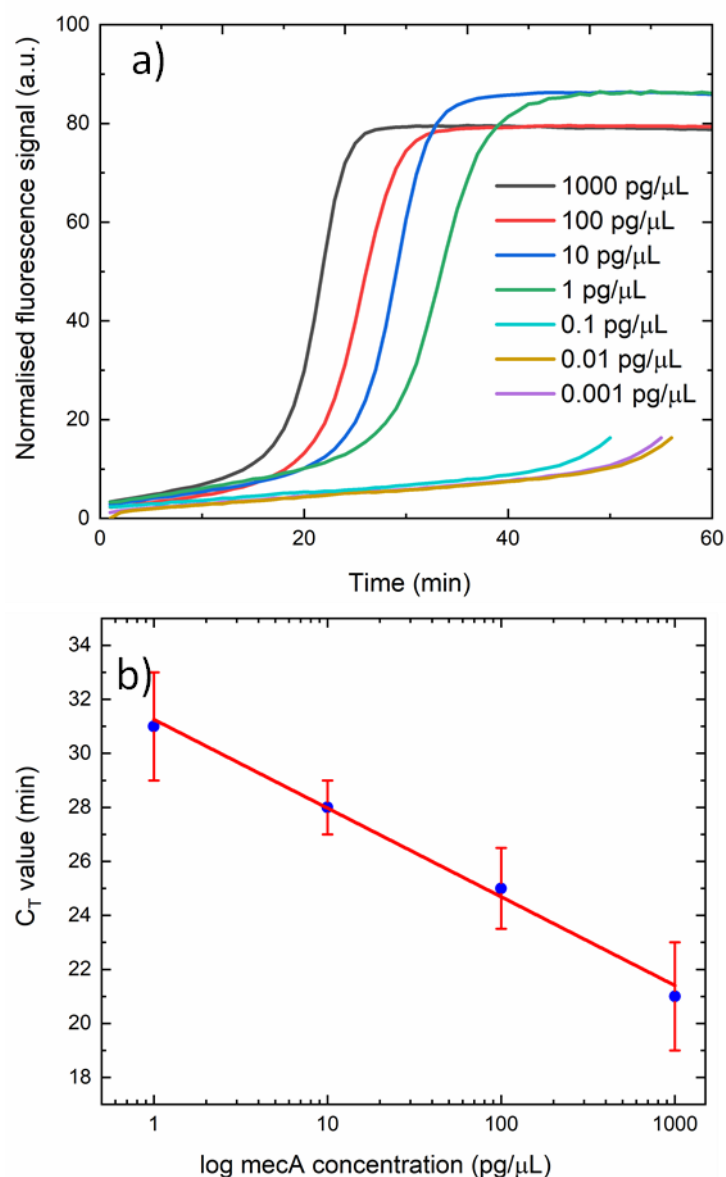 a)
Normalised fluorescence signal (a.u.)
100
80
60
40
20
0
1000 pg/μL
100 pg/μL
10 pg/μL
1 pg/μL
0.1 pg/μL
0.01 pg/μL
0.001 pg/μL
0 20 40 60
Time (min)
b)
C_T value (min)
34
32
30
28
26
24
22
20
18
1 10 100 1000
log mecA concentration (pg/μL)